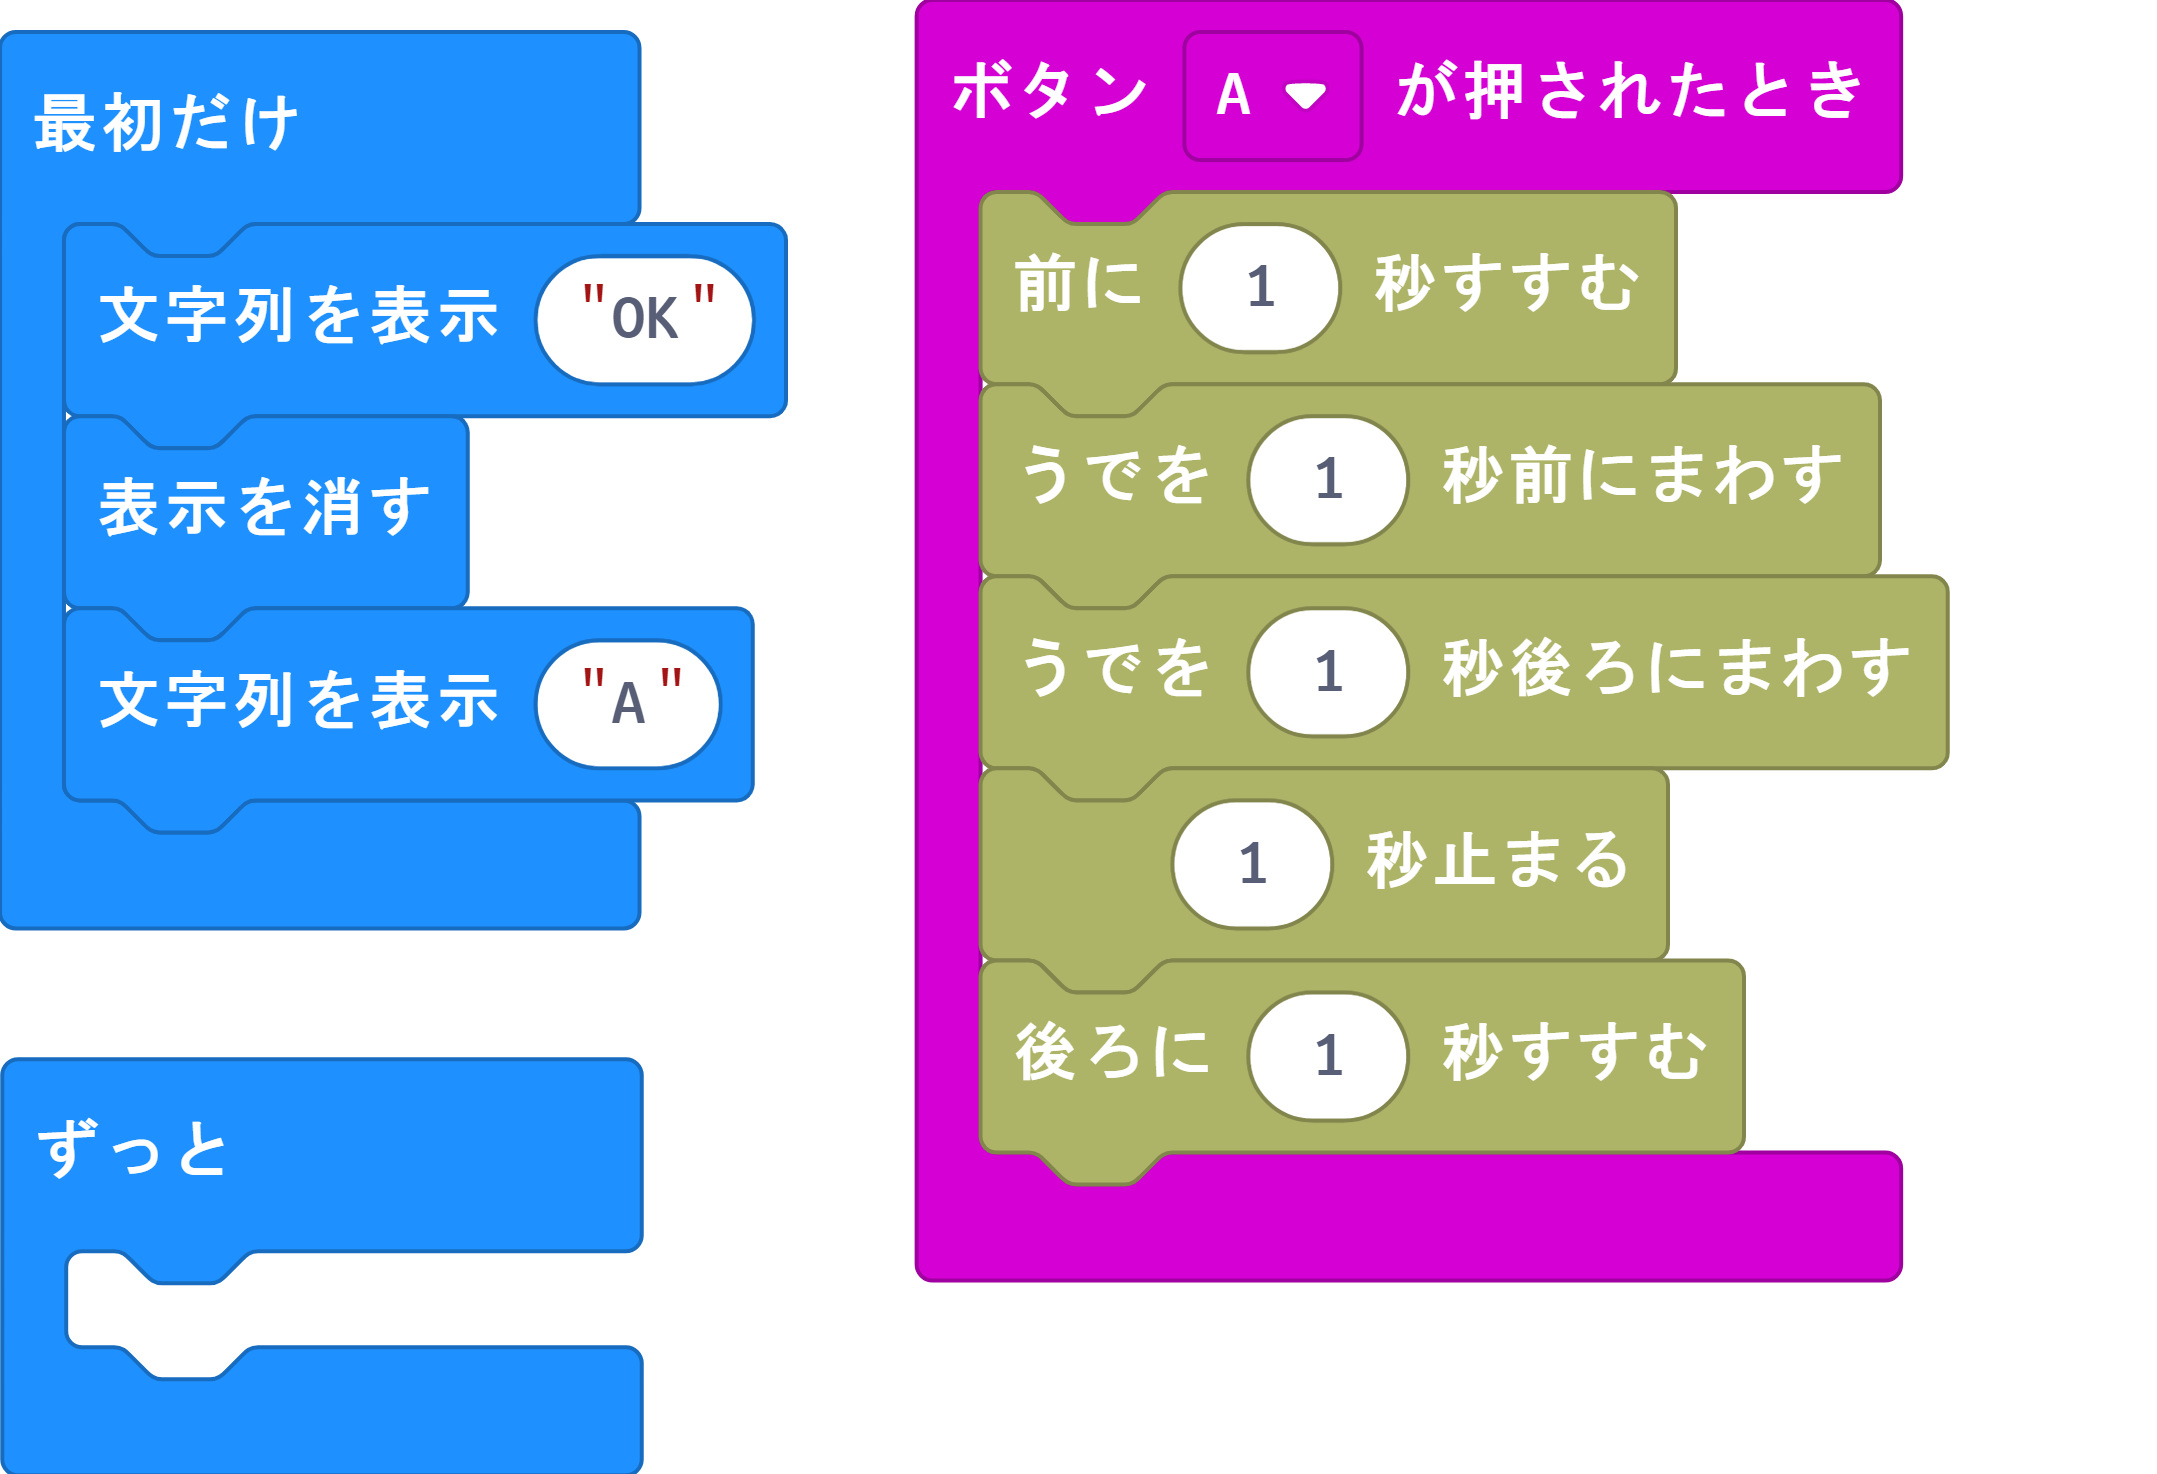 最初だけ
文字列を表示 "OK"
表示を消す
文字列を表示 "A"
ずっと
ボタン A が押されたとき
前に 1 秒すすむ
うでを 1 秒前にまわす
うでを 1 秒後ろにまわす
1 秒止まる
後ろに 1 秒すすむ